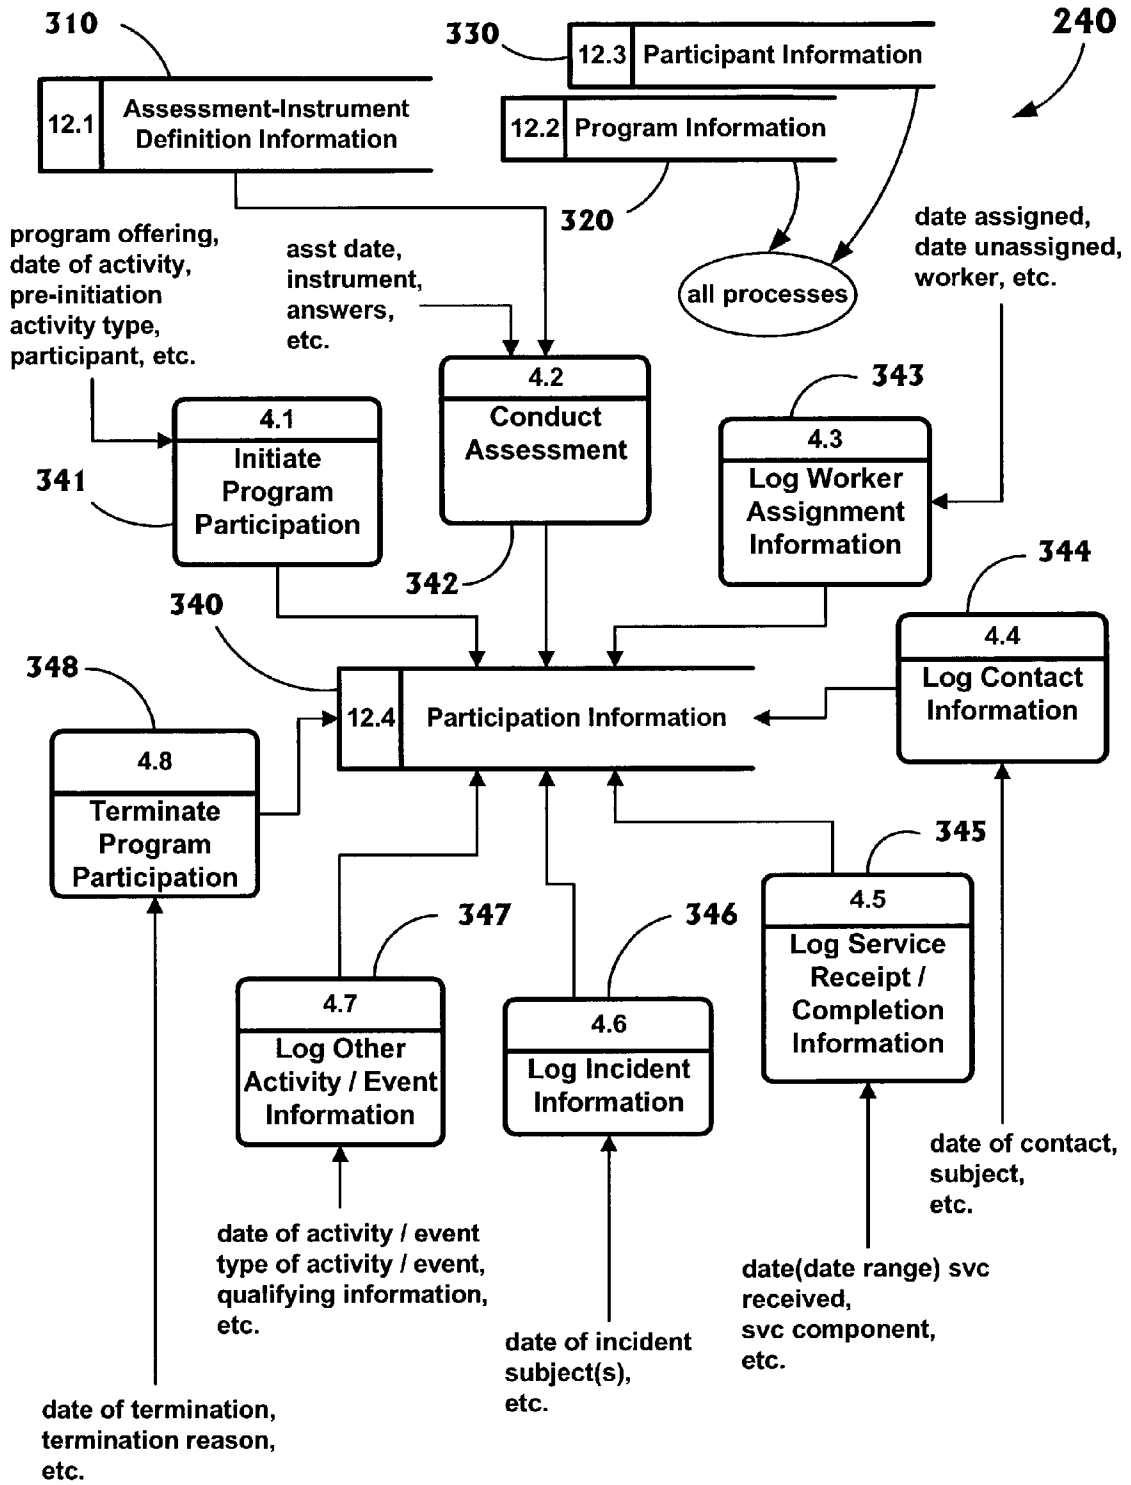 310
330
240
12.3
Participant Information
12.1
Assessment-Instrument
Definition Information
12.2
Program Information
320
program offering,
date of activity,
pre-initiation
activity type,
participant, etc.
asst date,
instrument,
answers,
etc.
all processes
date assigned,
date unassigned,
worker, etc.
4.1
Initiate
Program
Participation
341
4.2
Conduct
Assessment
342
343
4.3
Log Worker
Assignment
Information
344
4.4
Log Contact
Information
340
12.4
Participation Information
348
4.8
Terminate
Program
Participation
345
4.5
Log Service
Receipt /
Completion
Information
347
4.7
Log Other
Activity / Event
Information
346
4.6
Log Incident
Information
date of contact,
subject,
etc.
date of activity / event
type of activity / event,
qualifying information,
etc.
date(date range) svc
received,
svc component,
etc.
date of incident
subject(s),
etc.
date of termination,
termination reason,
etc.